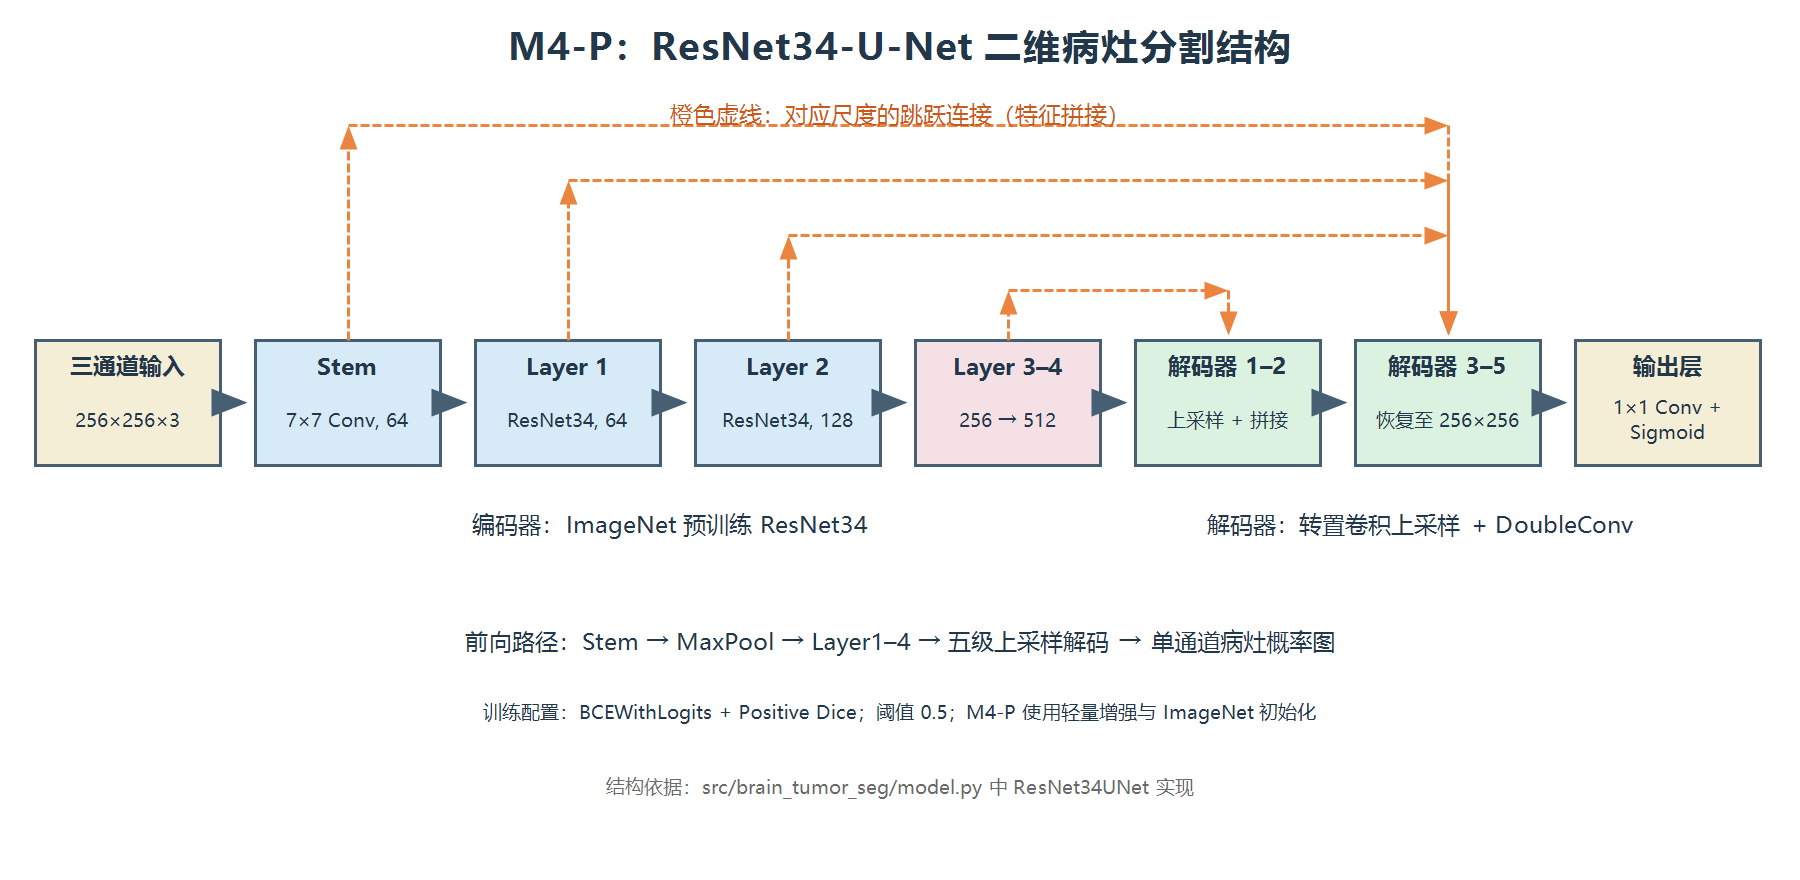 M4-P：ResNet34-U-Net 二维病灶分割结构
橙色虚线：对应尺度的跳跃连接（特征拼接）
三通道输入
256×256×3
Stem
7×7 Conv, 64
Layer 1
ResNet34, 64
Layer 2
ResNet34, 128
Layer 3–4
256 → 512
解码器 1–2
上采样 + 拼接
解码器 3–5
恢复至 256×256
输出层
1×1 Conv +
Sigmoid
编码器：ImageNet 预训练 ResNet34
解码器：转置卷积上采样 + DoubleConv
前向路径：Stem → MaxPool → Layer1–4 → 五级上采样解码 → 单通道病灶概率图
训练配置：BCEWithLogits + Positive Dice；阈值 0.5；M4-P 使用轻量增强与 ImageNet 初始化
结构依据：src/brain_tumor_seg/model.py 中 ResNet34UNet 实现